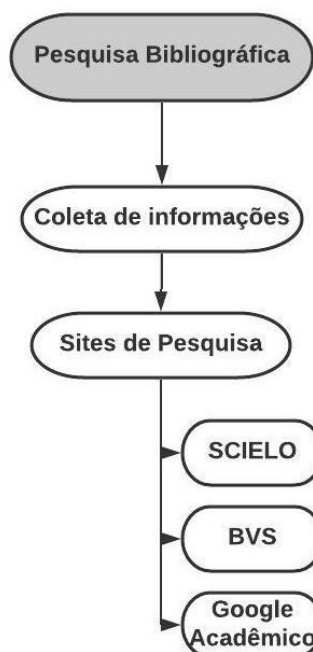 Pesquisa Bibliográfica
Coleta de informações
Sites de Pesquisa
SCIELO
BVS
Google
Acadêmico